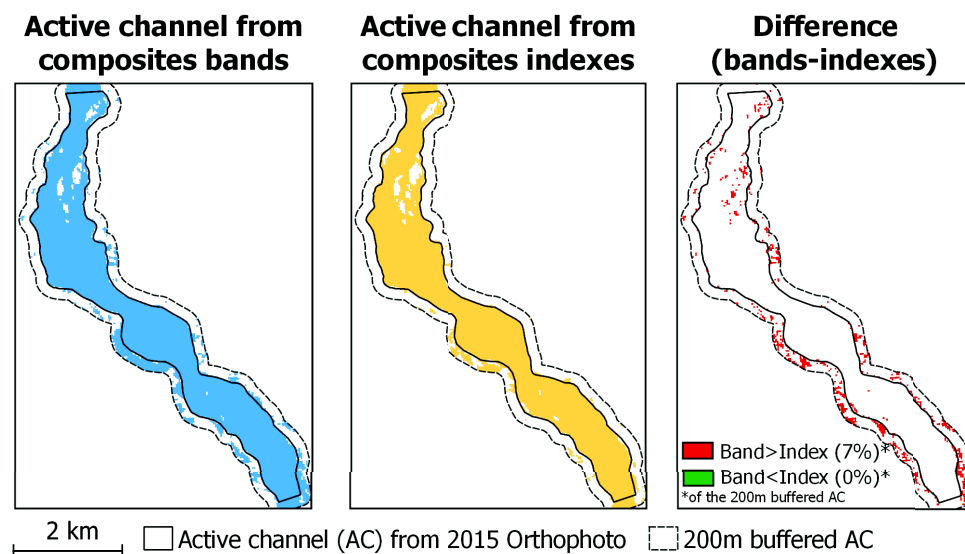 Active channel from
composites bands
Active channel from
composites indexes
Difference
(bands-indexes)
Band>Index (7%)*
Band<Index (0%)*
*of the 200m buffered AC
2 km
Active channel (AC) from 2015 Orthophoto
200m buffered AC